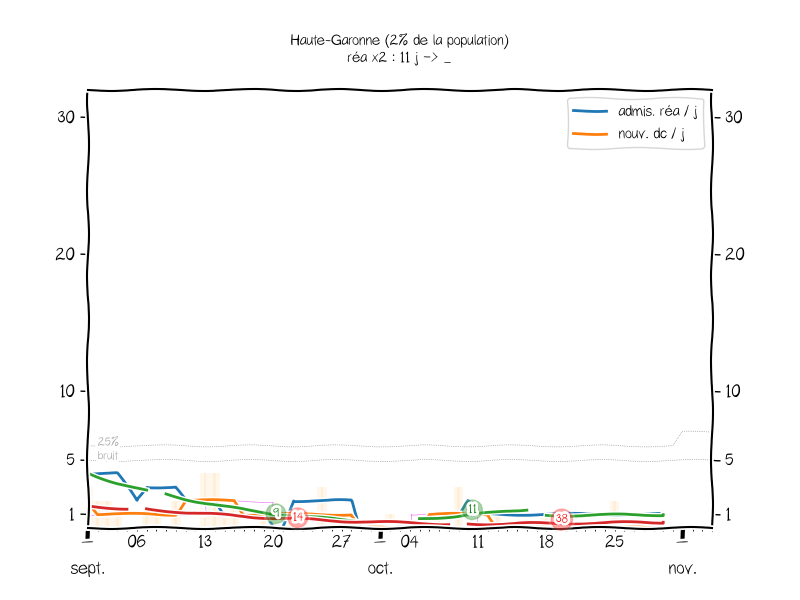 Haute-Garonne (2% de la population)
réa x2 : 11 j -> _
admis. réa / j
nouv. dc / j
30
30
20
20
10
10
25%
bruit
5
5
1
1
9
14
11
38
06
13
20
27
04
11
18
25
sept.
oct.
nov.